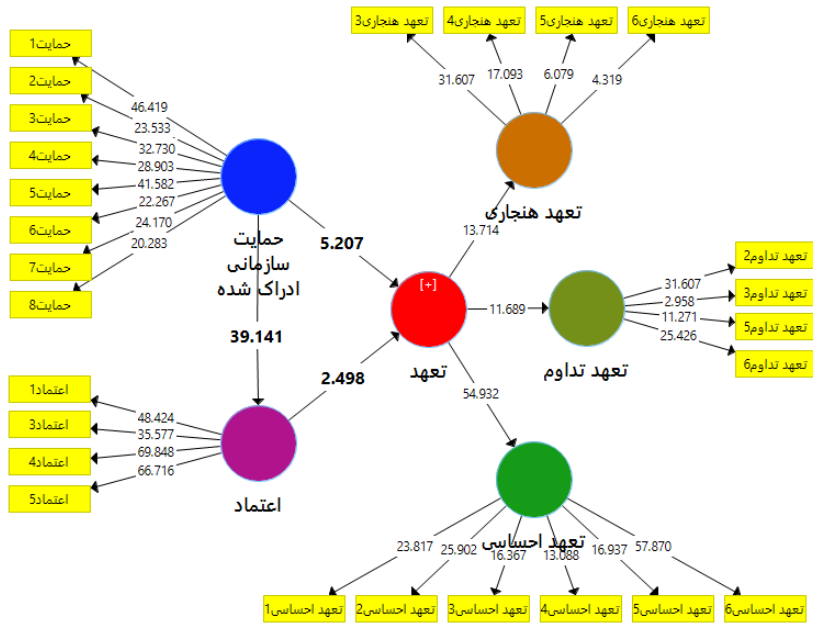 تعهد هنجاری3
تعهد هنجاری4
تعهد هنجاری5
تعهد هنجاری6
31.607
17.093
6.079
4.319
حمایت1
حمایت2
حمایت3
حمایت4
حمایت5
حمایت6
حمایت7
حمایت8
46.419
23.533
32.730
28.903
41.582
22.267
24.170
20.283
حمایت
سازمانی
ادراک شده
5.207
39.141
2.498
تعهد هنجاری
13.714
[+]
تعهد
11.689
54.932
تعهد تداوم
31.607
2.958
11.271
25.426
تعهد تداوم2
تعهد تداوم3
تعهد تداوم5
تعهد تداوم6
اعتماد1
اعتماد3
اعتماد4
اعتماد5
48.424
35.577
69.848
66.716
اعتماد
تعهد احساسی
23.817
25.902
16.367
13.088
16.937
57.870
تعهد احساسی1
تعهد احساسی2
تعهد احساسی3
تعهد احساسی4
تعهد احساسی5
تعهد احساسی6